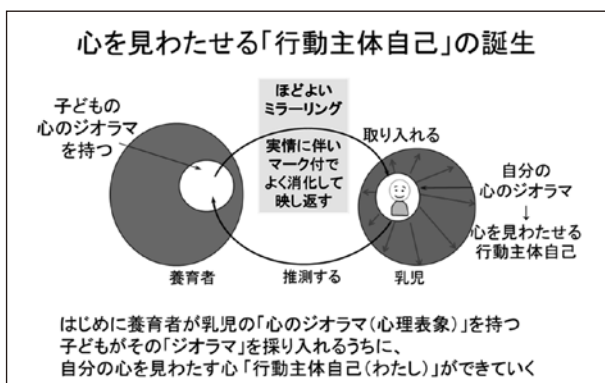 心を見わたせる「行動主体自己」の誕生
子どもの
心のジオラマ
を持つ
ほどよい
ミラーリング
実情に伴い
マーク付で
よく消化して
映し返す
取り入れる
自分の
心のジオラマ
↓
心を見わたせる
行動主体自己
養育者
推測する
乳児
はじめに養育者が乳児の「心のジオラマ（心理表象）」を持つ
子どもがその「ジオラマ」を採り入れるうちに、
自分の心を見わたす心「行動主体自己（わたし）」ができていく